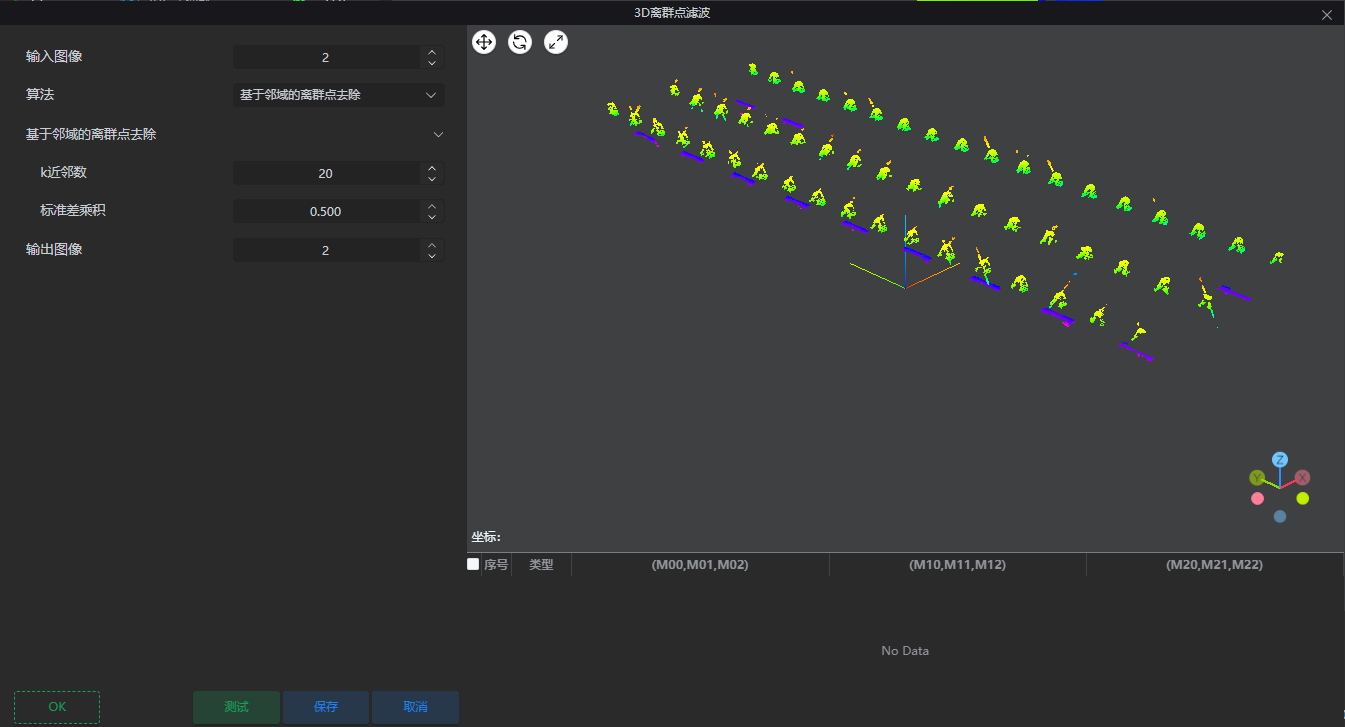 3D离群点滤波
输入图像 2
算法 基于邻域的离群点去除
基于邻域的离群点去除
k近邻数 20
标准差乘积 0.500
输出图像 2
Z
Y X
坐标:
序号 类型 (M00,M01,M02) (M10,M11,M12) (M20,M21,M22)
No Data
OK 测试 保存 取消